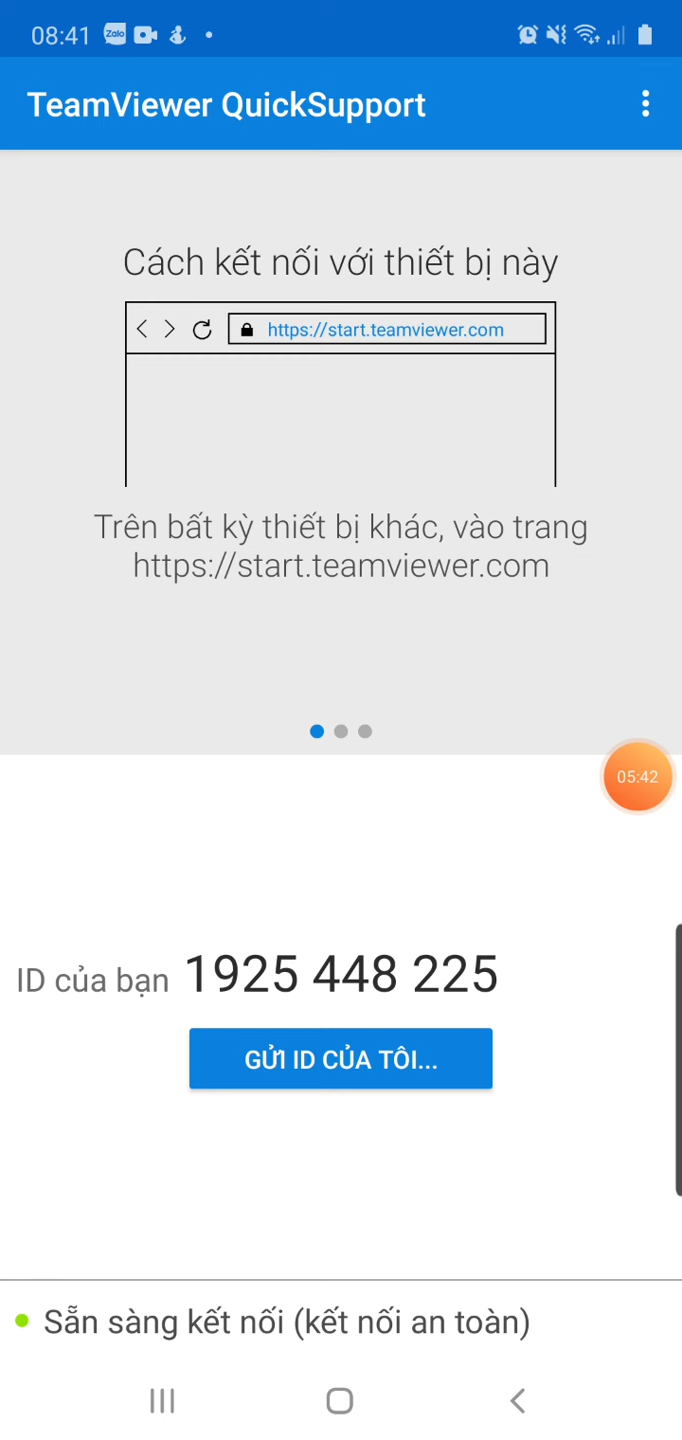 08:41 Zalo
TeamViewer QuickSupport
Cách kết nối với thiết bị này
https://start.teamviewer.com
Trên bất kỳ thiết bị khác, vào trang
https://start.teamviewer.com
05:42
ID của bạn 1925 448 225
GỬI ID CỦA TÔI...
Sẵn sàng kết nối (kết nối an toàn)